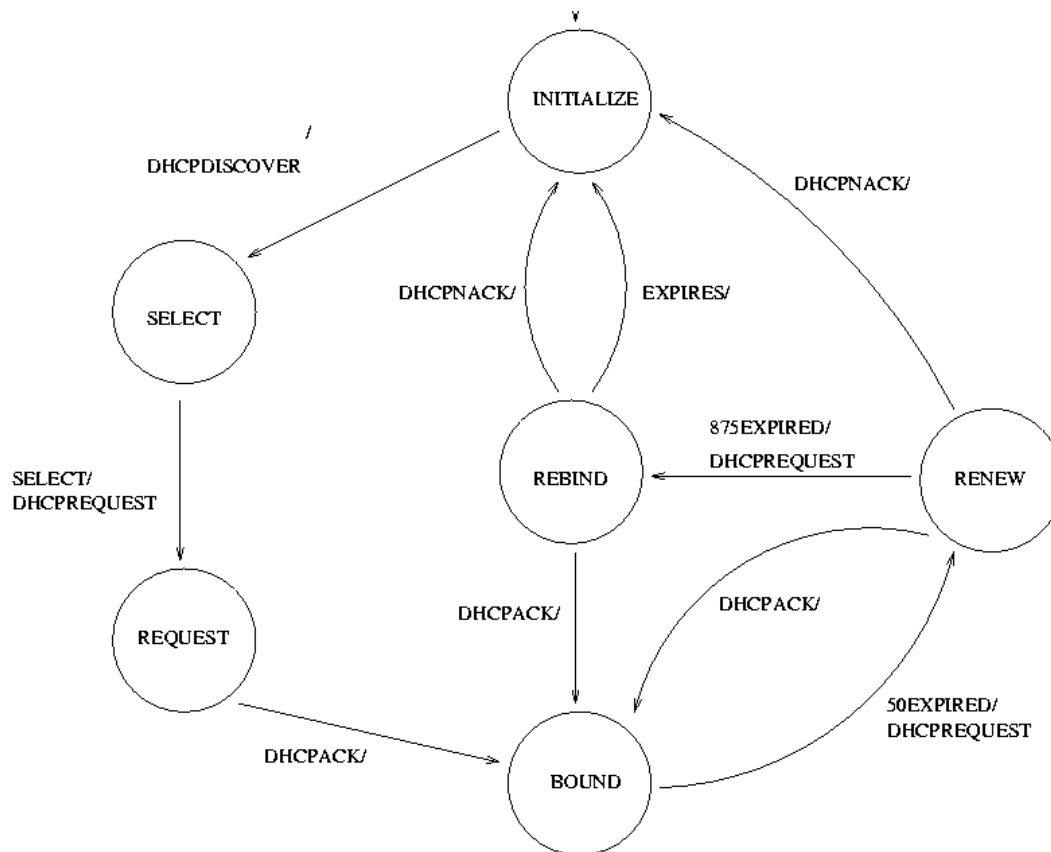 INITIALIZE
/
DHCPDISCOVER
DHCPNACK/
SELECT
DHCPNACK/
EXPIRES/
875EXPIRED/
DHCPREQUEST
REBIND
RENEW
SELECT/
DHCPREQUEST
REQUEST
DHCPACK/
DHCPACK/
50EXPIRED/
DHCPREQUEST
DHCPACK/
BOUND